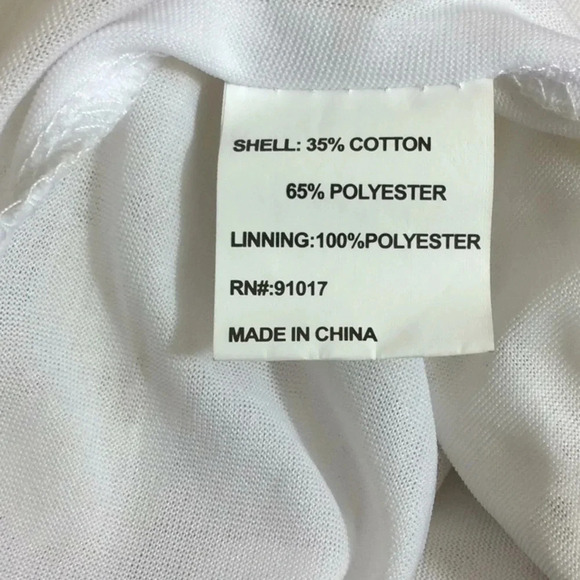 SHELL: 35% COTTON
65% POLYESTER
LINNING:100%POLYESTER
RN#:91017
MADE IN CHINA